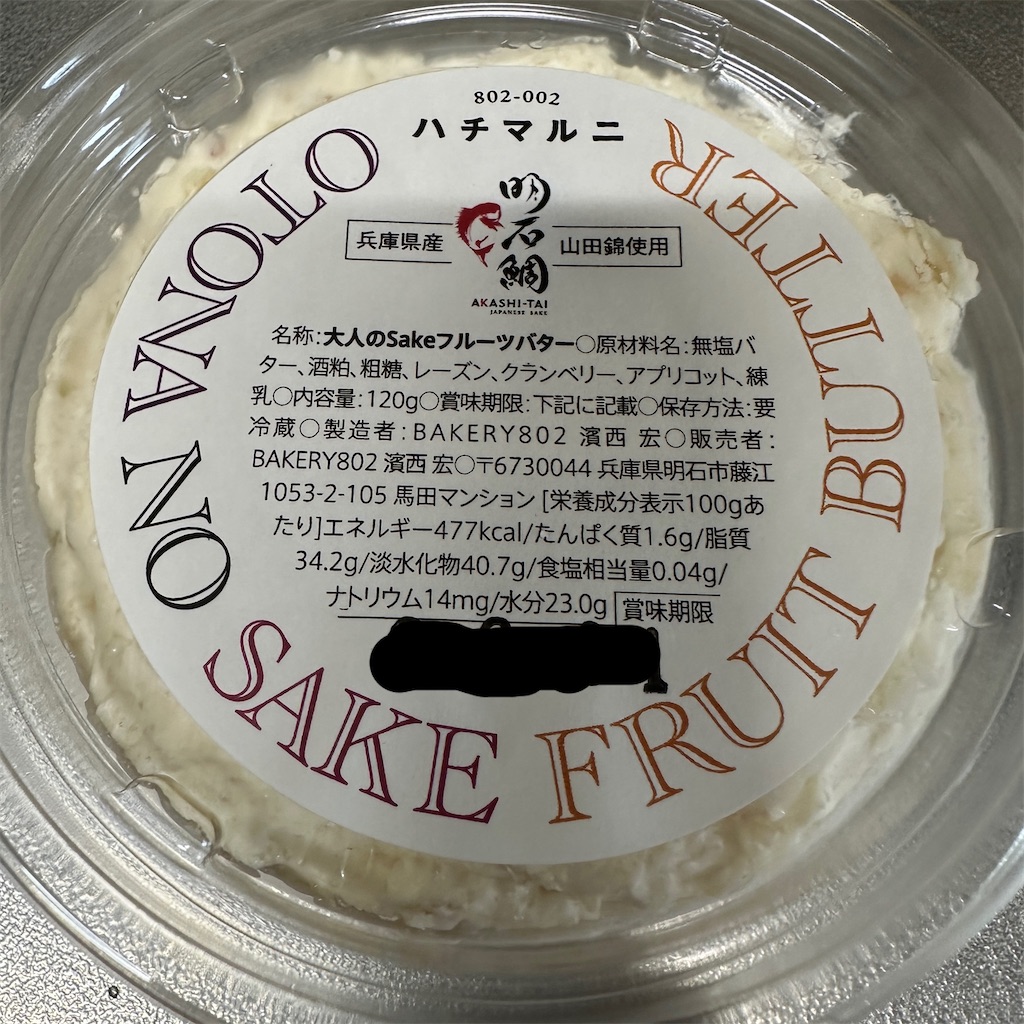 802-002
ハチマルニ
兵庫県産
明石鯛
山田錦使用
AKASHI-TAI
JAPANESE SAKE
名称:大人のSakeフルーツバター○原材料名:無塩バ
ター、酒粕、粗糖、レーズン、クランベリー、アプリコット、練
乳○内容量:120g○賞味期限:下記に記載○保存方法:要
冷蔵○製造者:BAKERY802 濱西 宏○販売者:
BAKERY802 濱西 宏○〒6730044 兵庫県明石市藤江
1053-2-105 馬田マンション [栄養成分表示100gあ
たり]エネルギー477kcal/たんぱく質1.6g/脂質
34.2g/淡水化物40.7g/食塩相当量0.04g/
ナトリウム14mg/水分23.0g 賞味期限
OTONA NO SAKE FRUIT BUTTER